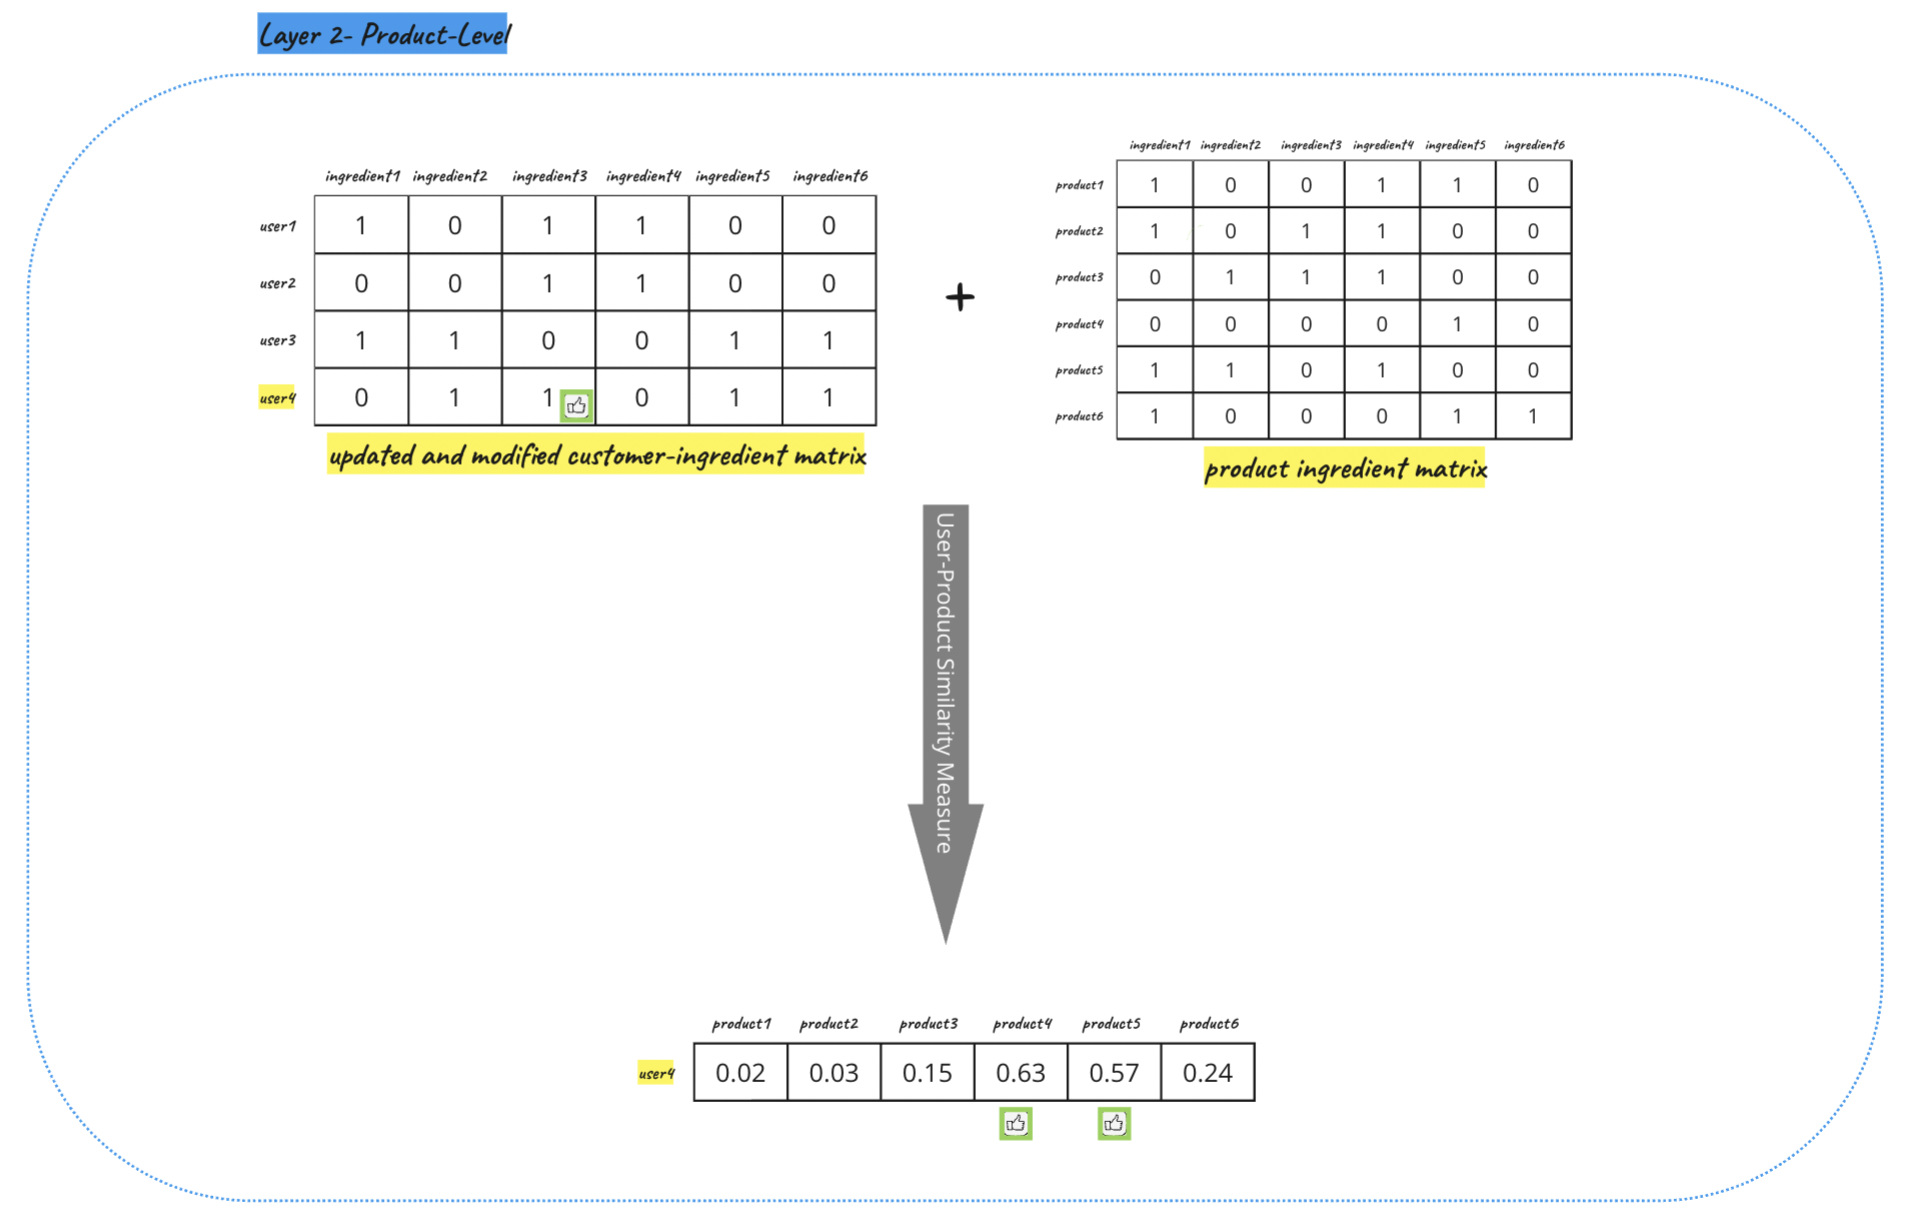 Layer 2- Product-Level
ingredient1 ingredient2 ingredient3 ingredient4 ingredient5 ingredient6
user1 1 0 1 1 0 0
user2 0 0 1 1 0 0
user3 1 1 0 0 1 1
user4 0 1 1 0 1 1
updated and modified customer-ingredient matrix
+
ingredient1 ingredient2 ingredient3 ingredient4 ingredient5 ingredient6
product1 1 0 0 1 1 0
product2 1 0 1 1 0 0
product3 0 1 1 1 0 0
product4 0 0 0 0 1 0
product5 1 1 0 1 0 0
product6 1 0 0 0 1 1
product ingredient matrix
User-Product Similarity Measure
product1 product2 product3 product4 product5 product6
user4 0.02 0.03 0.15 0.63 0.57 0.24